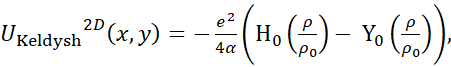 U_Keldysh^2D(x, y) = − e²/4α (H₀(ρ/ρ₀) − Y₀(ρ/ρ₀)),